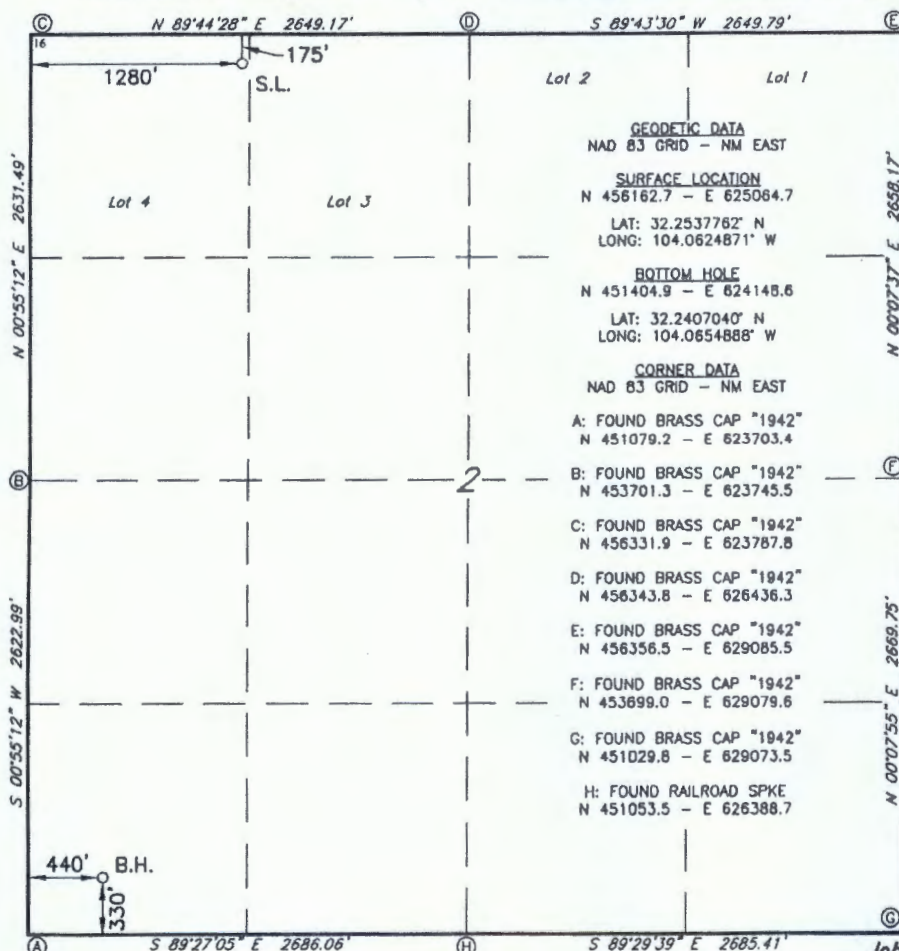 C N 89°44'28" E 2649.17' D S 89°43'30" W 2649.79' E
16
175'
1280'
S.L.
Lot 2 Lot 1
GEODETIC DATA
NAD 83 GRID - NM EAST
SURFACE LOCATION
N 456162.7 - E 625064.7
LAT: 32.2537762° N
LONG: 104.0624871° W
Lot 4 Lot 3
N 00°55'12" E 2631.49'
N 00°07'37" E 2658.17'
BOTTOM HOLE
N 451404.9 - E 624148.6
LAT: 32.2407040° N
LONG: 104.0654888° W
CORNER DATA
NAD 83 GRID - NM EAST
A: FOUND BRASS CAP "1942"
N 451079.2 - E 623703.4
B 2 F
B: FOUND BRASS CAP "1942"
N 453701.3 - E 623745.5
C: FOUND BRASS CAP "1942"
N 456331.9 - E 623787.8
D: FOUND BRASS CAP "1942"
N 456343.8 - E 626436.3
E: FOUND BRASS CAP "1942"
N 456356.5 - E 629085.5
F: FOUND BRASS CAP "1942"
N 453699.0 - E 629079.6
G: FOUND BRASS CAP "1942"
N 451029.8 - E 629073.5
H: FOUND RAILROAD SPKE
N 451053.5 - E 626388.7
S 00°55'12" W 2622.99'
N 00°07'55" E 2669.75'
440' B.H.
330'
G
A S 89°27'05" E 2686.06' H S 89°29'39" E 2685.41'